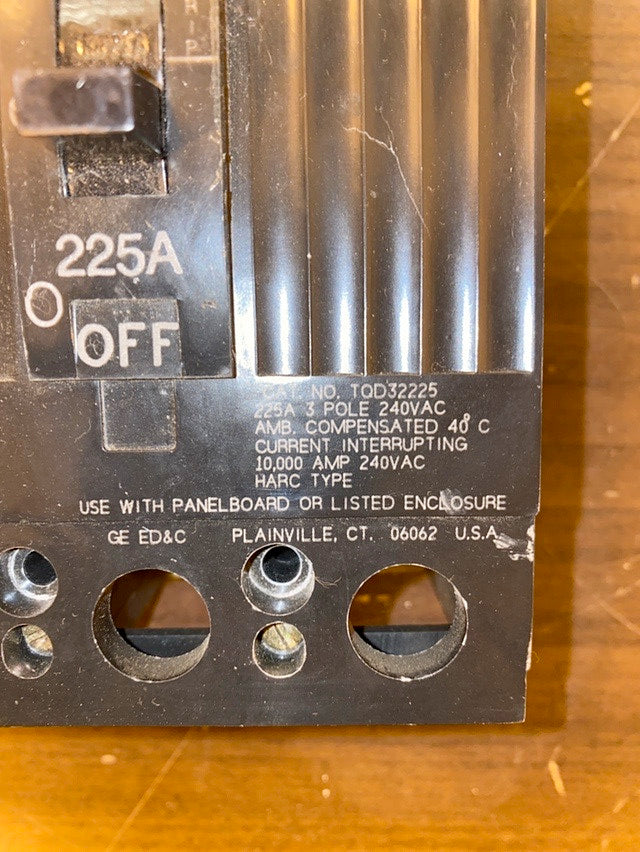 TRIP
225A
O
OFF
CAT. NO. TQD32225
225A 3 POLE 240VAC
AMB. COMPENSATED 40°C
CURRENT INTERRUPTING
10,000 AMP 240VAC
HARC TYPE
USE WITH PANELBOARD OR LISTED ENCLOSURE
GE ED&C PLAINVILLE, CT. 06062 U.S.A.